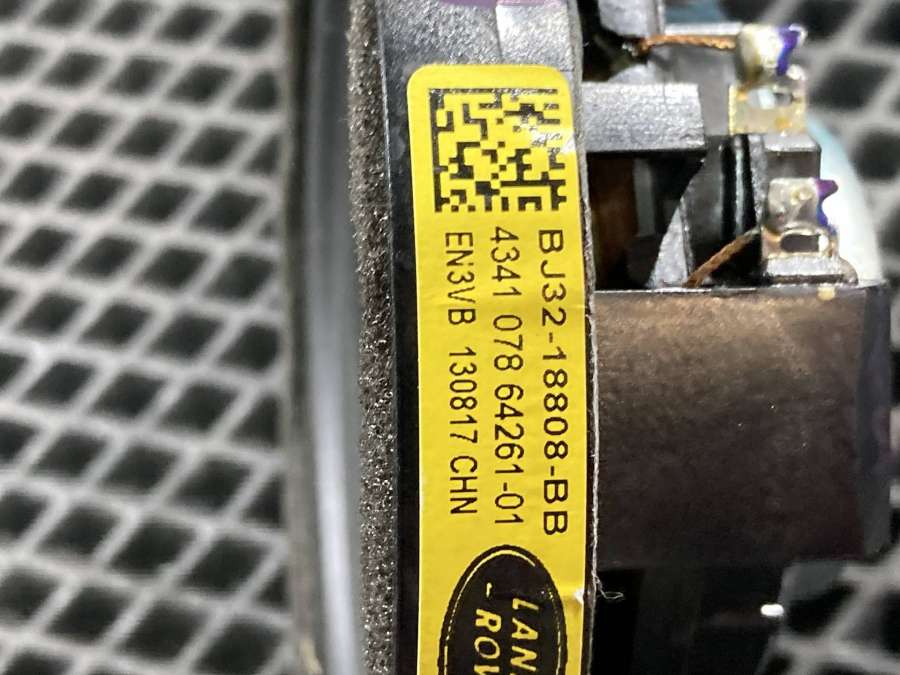 BJ32-18808-BB
4341 078 64261-01
EN3VB 130817 CHN